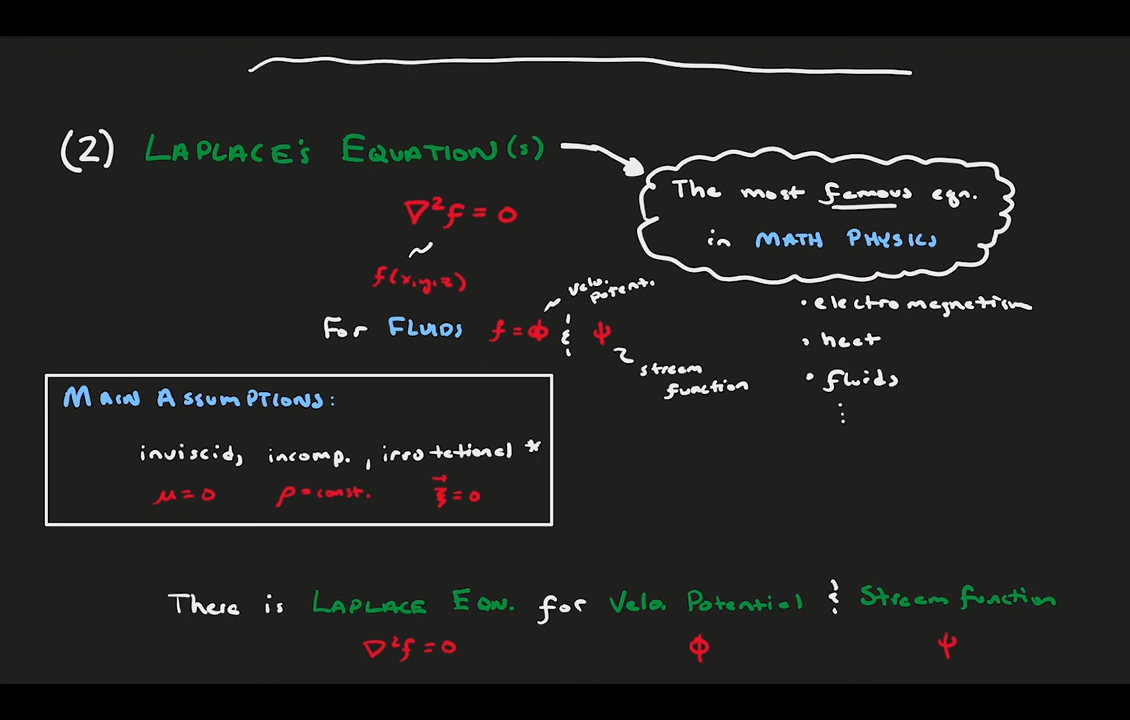 (2) LAPLACE'S EQUATION(S)
The most famous eqn.
in MATH PHYSICS
∇²f = 0
f(x,y,z)
• electromagnetism
• heat
• fluids
⋮
For FLUIDS f = ϕ & ψ
velo. potent.
stream
function
MAIN ASSUMPTIONS:
inviscid, incomp., irrotational *
μ = 0 ρ = const. ξ⃗ = 0
There is LAPLACE EQN. for Velo. Potential & Stream function
∇²f = 0 ϕ ψ